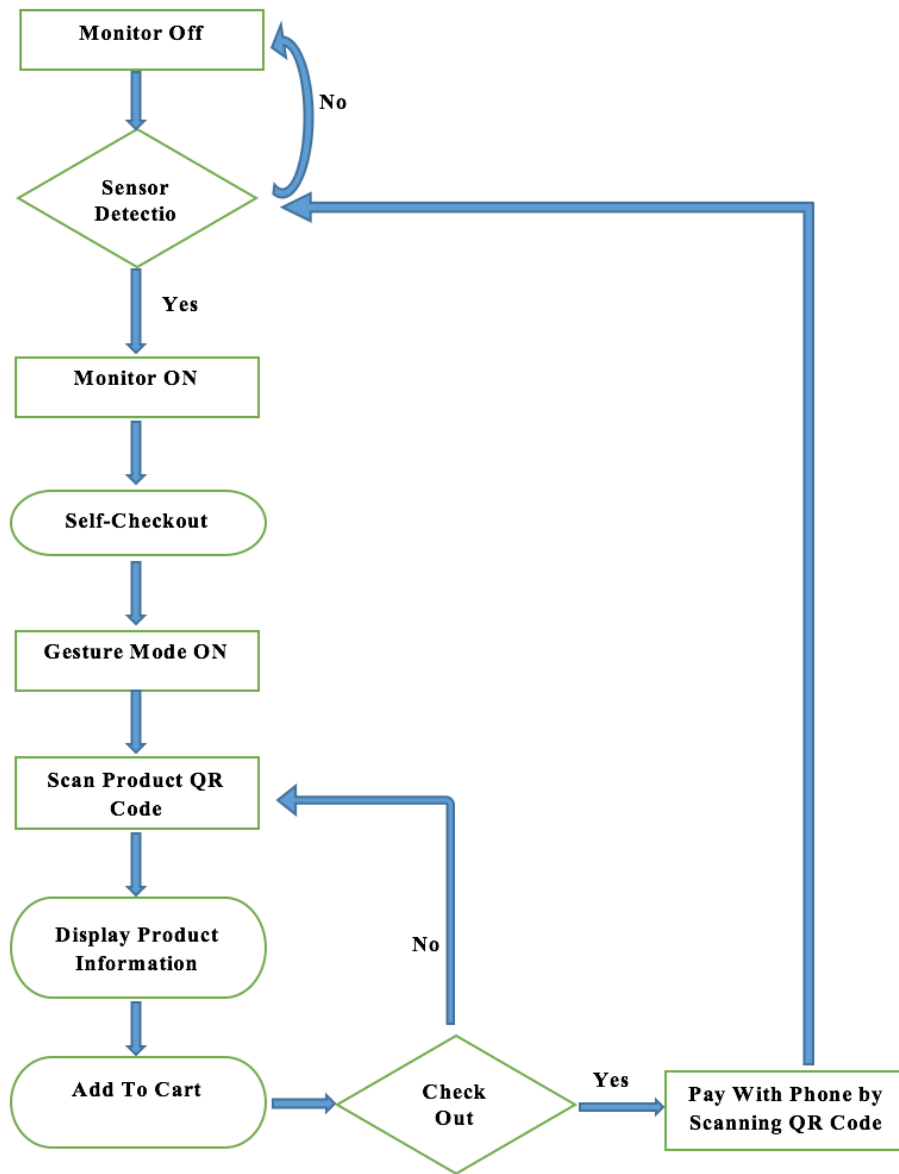 Monitor Off
No
Sensor
Detectio
Yes
Monitor ON
Self-Checkout
Gesture Mode ON
Scan Product QR
Code
Display Product
Information
No
Add To Cart
Check
Out
Yes
Pay With Phone by
Scanning QR Code